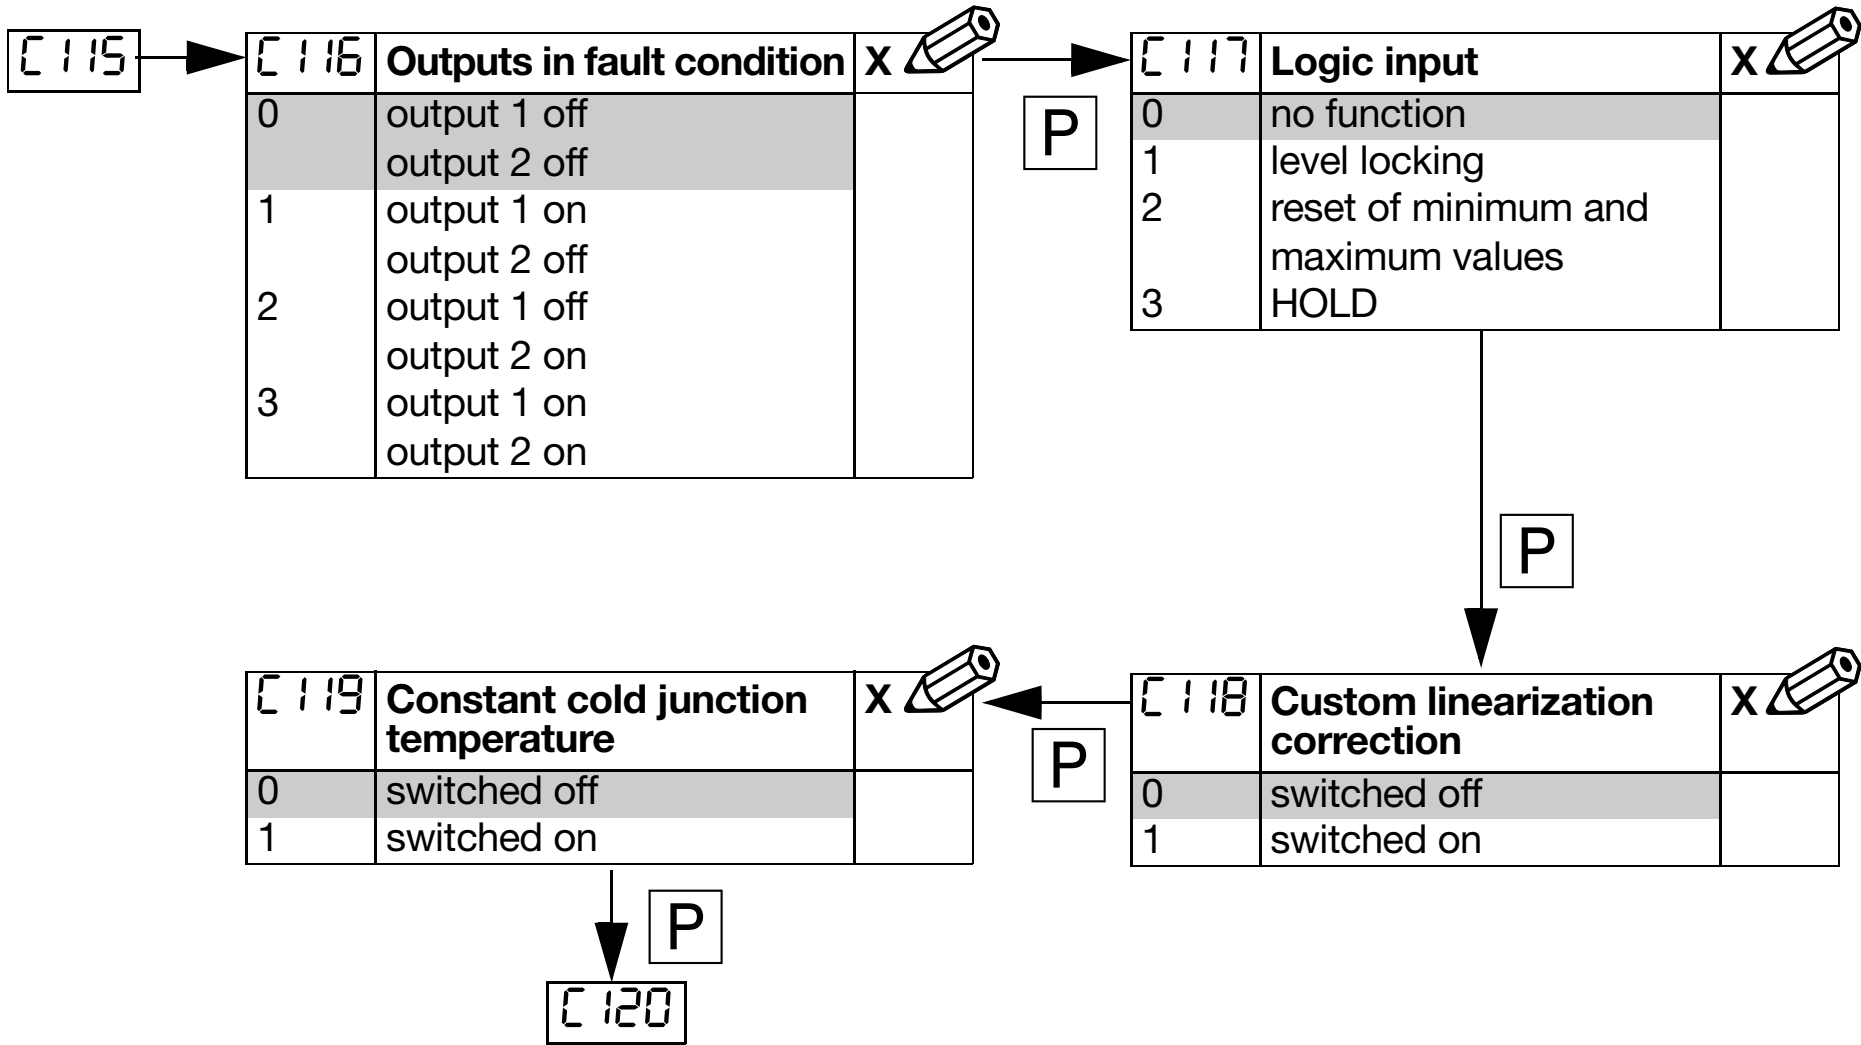 C115
C116 Outputs in fault condition X
0 output 1 off
output 2 off
1 output 1 on
output 2 off
2 output 1 off
output 2 on
3 output 1 on
output 2 on
P
C117 Logic input X
0 no function
1 level locking
2 reset of minimum and
maximum values
3 HOLD
P
C118 Custom linearization
correction X
0 switched off
1 switched on
P
C119 Constant cold junction
temperature X
0 switched off
1 switched on
P
C120